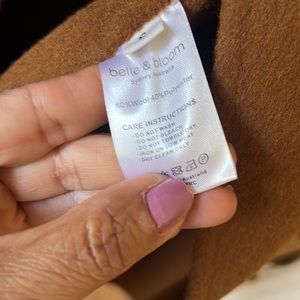 belle & bloom
Sydney Australia
60%Wool 40%Polyester
CARE INSTRUCTIONS
-DO NOT WASH
-DO NOT BLEACH
-DO NOT TUMBLE DRY
-IRON ON LOW HEAT
-DRY CLEAN ONLY
Australia